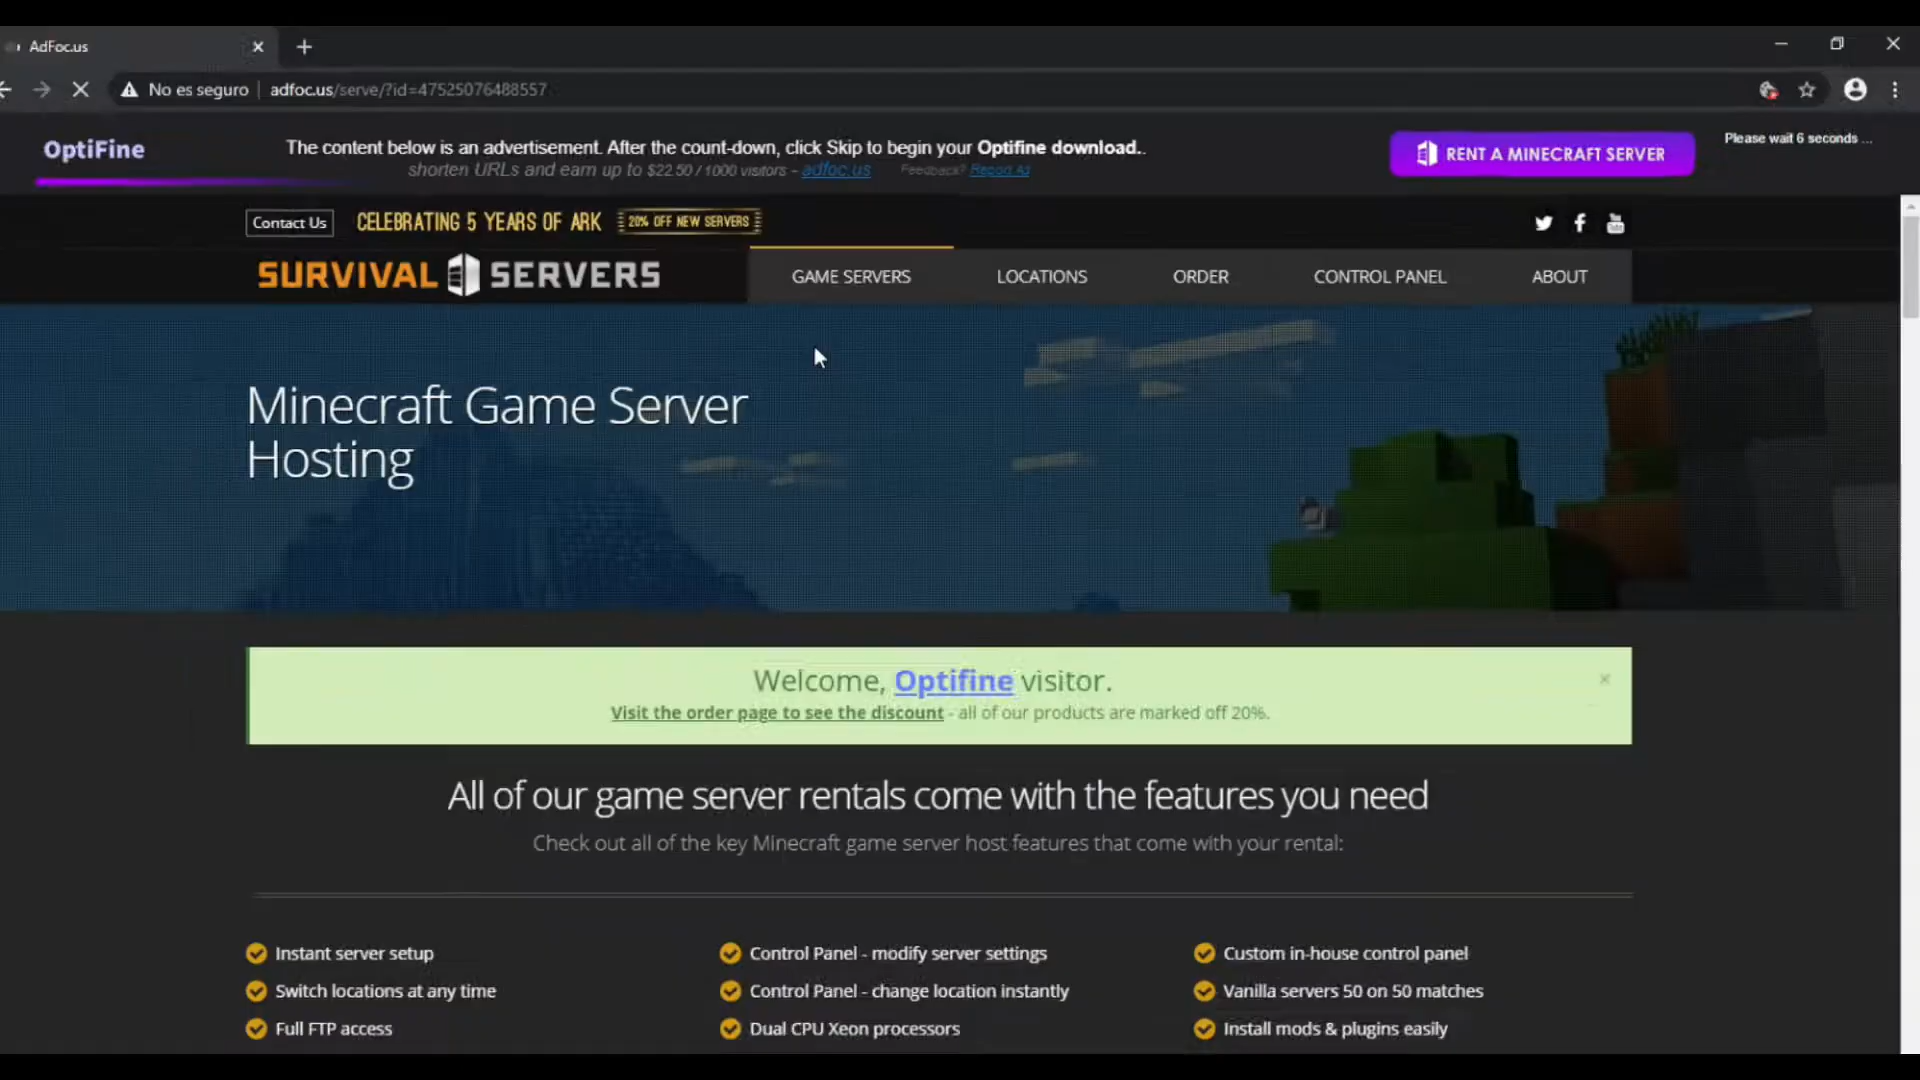 AdFoc.us
No es seguro adfoc.us/serve/?id=47525076488557
OptiFine
The content below is an advertisement. After the count-down, click Skip to begin your Optifine download..
shorten URLs and earn up to $22.50 / 1000 visitors - adfoc.us Feedback? Report Ad
RENT A MINECRAFT SERVER
Please wait 6 seconds ...
Contact Us CELEBRATING 5 YEARS OF ARK 20% OFF NEW SERVERS
SURVIVAL SERVERS
GAME SERVERS LOCATIONS ORDER CONTROL PANEL ABOUT
Minecraft Game Server
Hosting
Welcome, Optifine visitor.
Visit the order page to see the discount - all of our products are marked off 20%.
All of our game server rentals come with the features you need
Check out all of the key Minecraft game server host features that come with your rental:
Instant server setup
Switch locations at any time
Full FTP access
Control Panel - modify server settings
Control Panel - change location instantly
Dual CPU Xeon processors
Custom in-house control panel
Vanilla servers 50 on 50 matches
Install mods & plugins easily